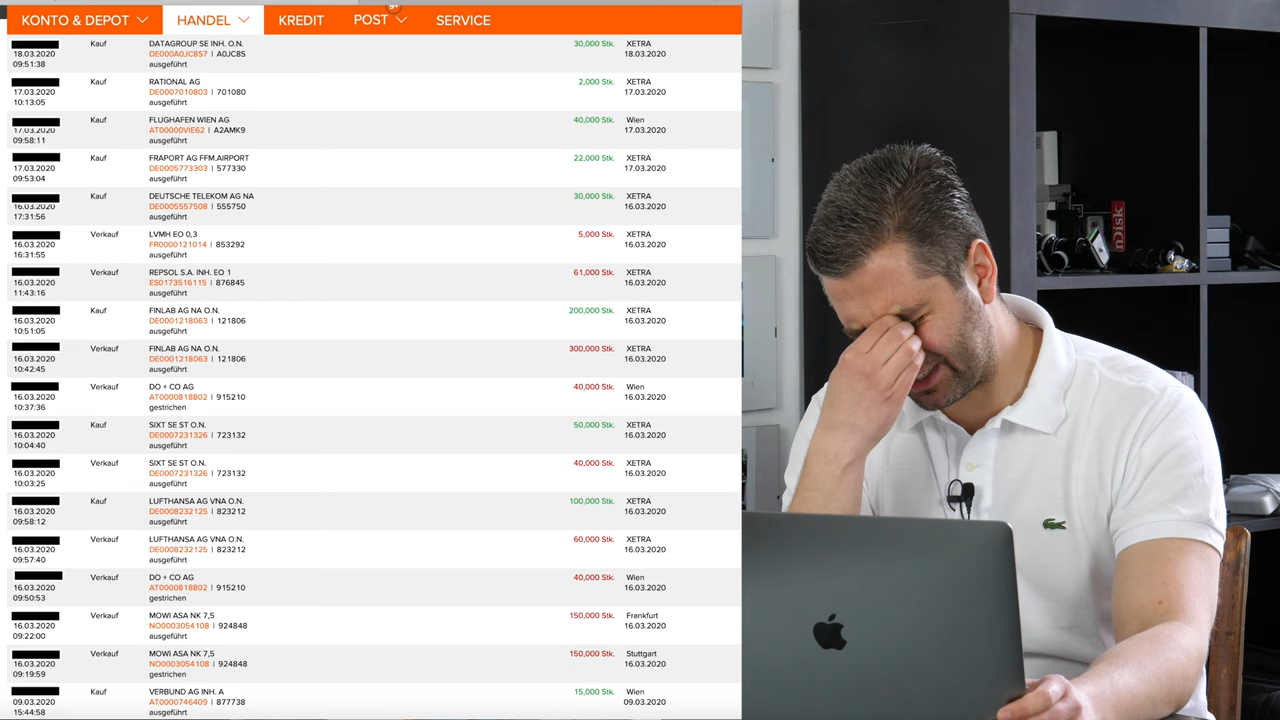 KONTO & DEPOT HANDEL KREDIT POST 9+ SERVICE
Kauf DATAGROUP SE INH. O.N. 30,000 Stk. XETRA
18.03.2020 DE000A0JC8S7 | A0JC8S 18.03.2020
09:51:38 ausgeführt
Kauf RATIONAL AG 2,000 Stk. XETRA
17.03.2020 DE0007010803 | 701080 17.03.2020
10:13:05 ausgeführt
Kauf FLUGHAFEN WIEN AG 40,000 Stk. Wien
17.03.2020 AT00000VIE62 | A2AMK9 17.03.2020
09:58:11 ausgeführt
Kauf FRAPORT AG FFM.AIRPORT 22,000 Stk. XETRA
17.03.2020 DE0005773303 | 577330 17.03.2020
09:53:04 ausgeführt
Kauf DEUTSCHE TELEKOM AG NA 30,000 Stk. XETRA
16.03.2020 DE0005557508 | 555750 16.03.2020
17:31:56 ausgeführt
Verkauf LVMH EO 0,3 5,000 Stk. XETRA
16.03.2020 FR0000121014 | 853292 16.03.2020
16:31:55 ausgeführt
Verkauf REPSOL S.A. INH. EO 1 61,000 Stk. XETRA
16.03.2020 ES0173516115 | 876845 16.03.2020
11:43:16 ausgeführt
Kauf FINLAB AG NA O.N. 200,000 Stk. XETRA
16.03.2020 DE0001218063 | 121806 16.03.2020
10:51:05 ausgeführt
Verkauf FINLAB AG NA O.N. 300,000 Stk. XETRA
16.03.2020 DE0001218063 | 121806 16.03.2020
10:42:45 ausgeführt
Verkauf DO + CO AG 40,000 Stk. Wien
16.03.2020 AT0000818802 | 915210 16.03.2020
10:37:36 gestrichen
Kauf SIXT SE ST O.N. 50,000 Stk. XETRA
16.03.2020 DE0007231326 | 723132 16.03.2020
10:04:40 ausgeführt
Verkauf SIXT SE ST O.N. 40,000 Stk. XETRA
16.03.2020 DE0007231326 | 723132 16.03.2020
10:03:25 ausgeführt
Kauf LUFTHANSA AG VNA O.N. 100,000 Stk. XETRA
16.03.2020 DE0008232125 | 823212 16.03.2020
09:58:12 ausgeführt
Verkauf LUFTHANSA AG VNA O.N. 60,000 Stk. XETRA
16.03.2020 DE0008232125 | 823212 16.03.2020
09:57:40 ausgeführt
Verkauf DO + CO AG 40,000 Stk. Wien
16.03.2020 AT0000818802 | 915210 16.03.2020
09:50:53 gestrichen
Verkauf MOWI ASA NK 7,5 150,000 Stk. Frankfurt
16.03.2020 NO0003054108 | 924848 16.03.2020
09:22:00 ausgeführt
Verkauf MOWI ASA NK 7,5 150,000 Stk. Stuttgart
16.03.2020 NO0003054108 | 924848 16.03.2020
09:19:59 gestrichen
Kauf VERBUND AG INH. A 15,000 Stk. Wien
09.03.2020 AT0000746409 | 877738 09.03.2020
15:44:58 ausgeführt